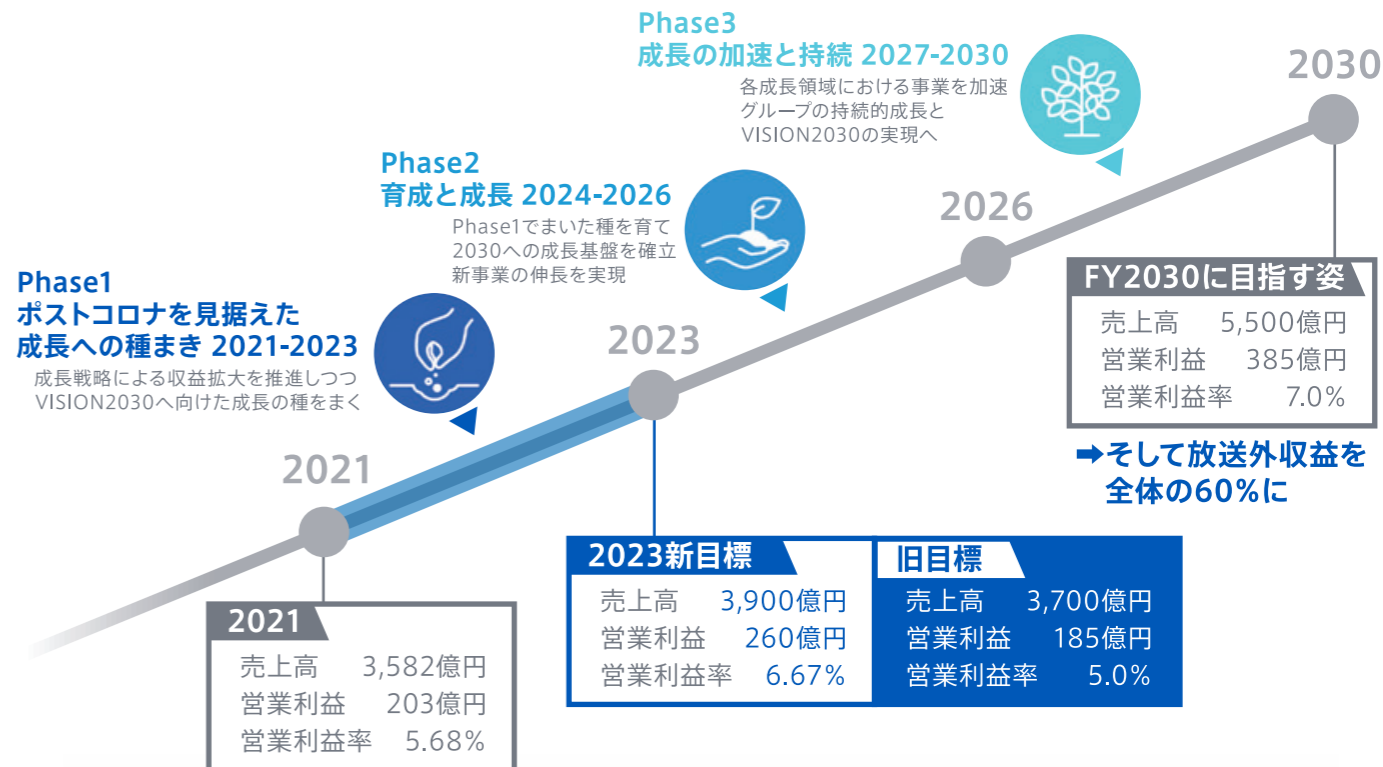 Phase3
成長の加速と持続 2027-2030
各成長領域における事業を加速
グループの持続的成長と
VISION2030の実現へ
2030
Phase2
育成と成長 2024-2026
Phase1でまいた種を育て
2030への成長基盤を確立
新事業の伸長を実現
2026
Phase1
ポストコロナを見据えた
成長への種まき 2021-2023
成長戦略による収益拡大を推進しつつ
VISION2030へ向けた成長の種をまく
2023
2021
FY2030に目指す姿
売上高 5,500億円
営業利益 385億円
営業利益率 7.0%
➡そして放送外収益を
全体の60%に
2023新目標
売上高 3,900億円
営業利益 260億円
営業利益率 6.67%
旧目標
売上高 3,700億円
営業利益 185億円
営業利益率 5.0%
2021
売上高 3,582億円
営業利益 203億円
営業利益率 5.68%